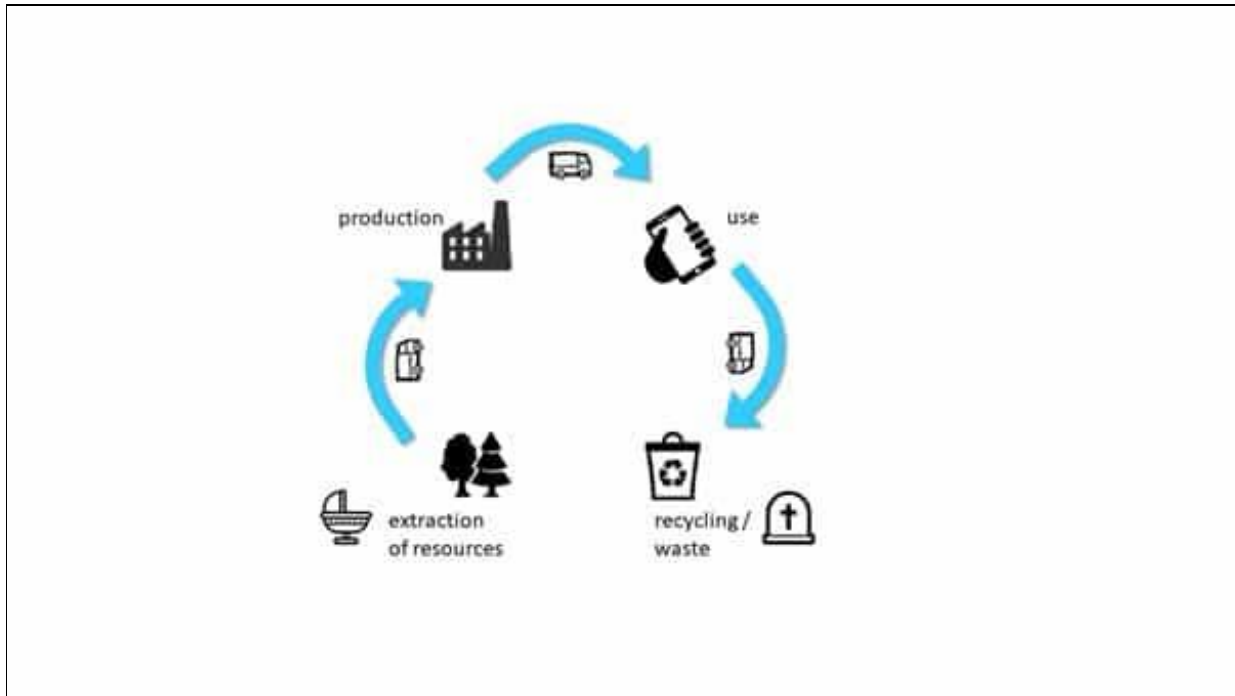 production
use
extraction
of resources
recycling /
waste